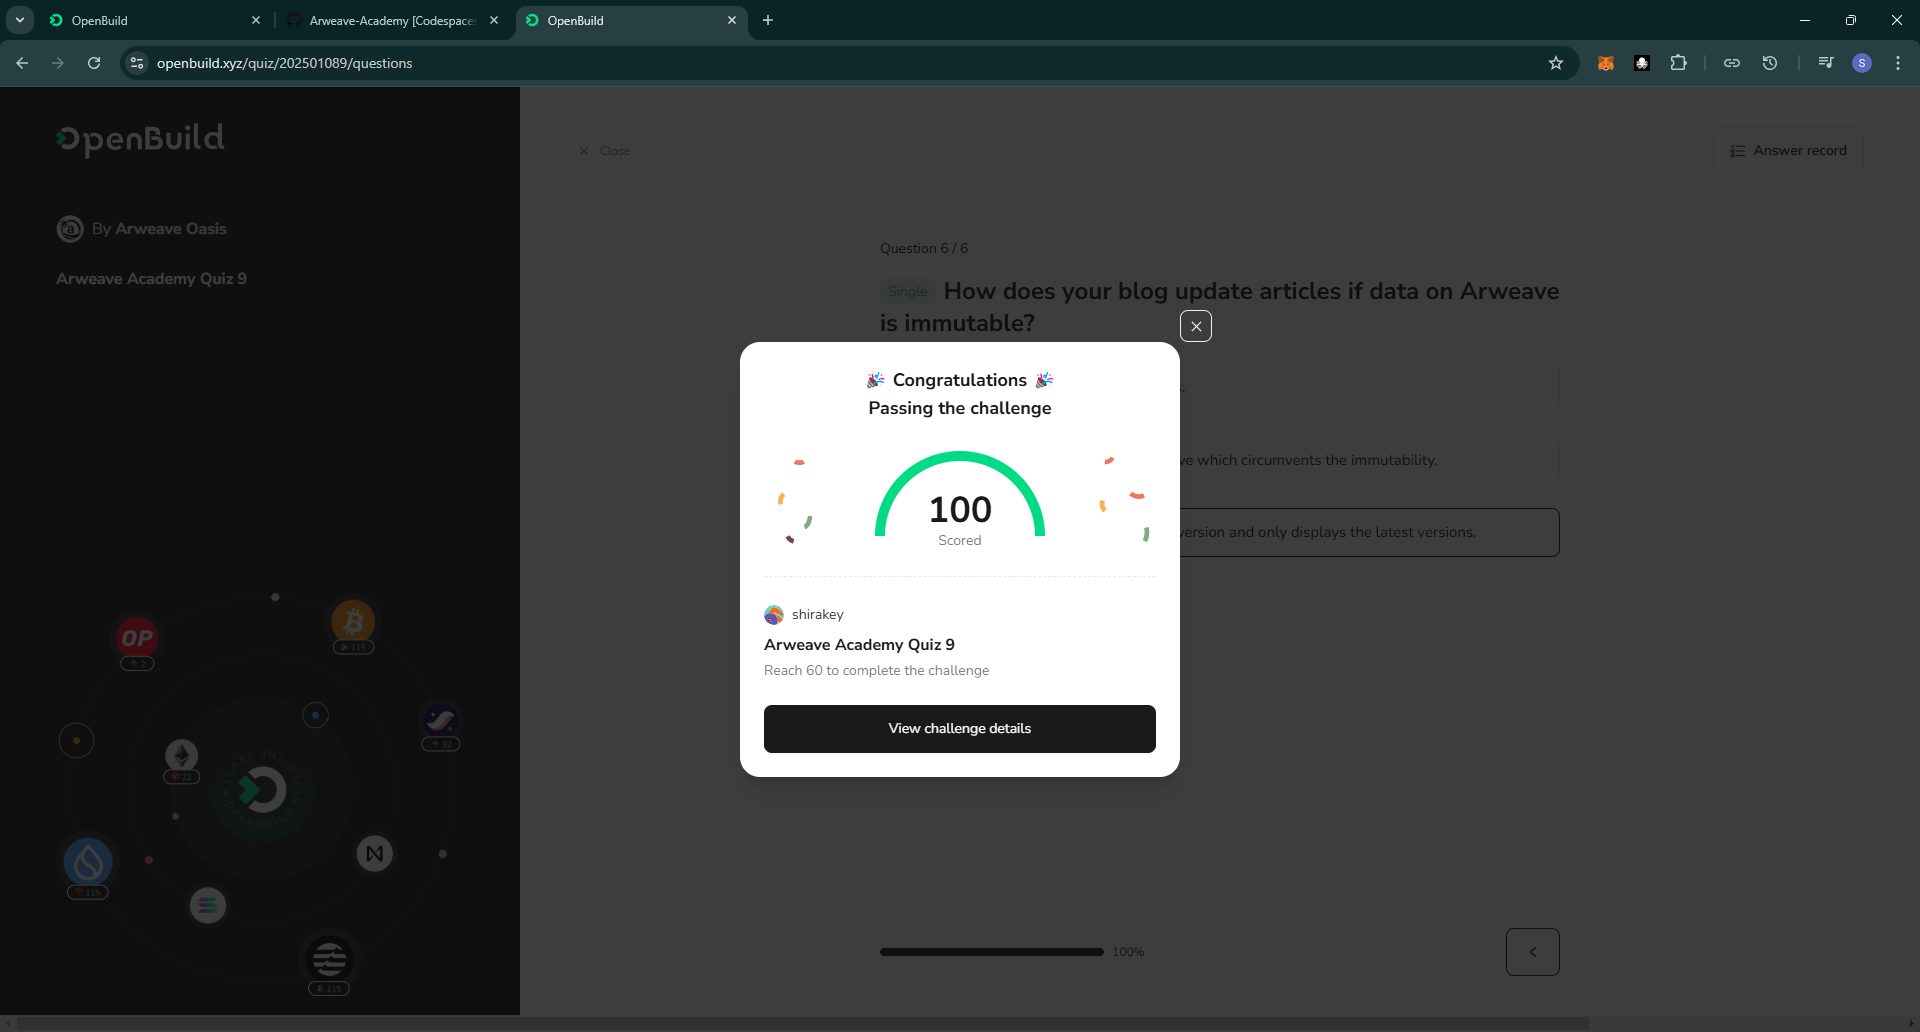 OpenBuild
Arweave-Academy [Codespaces
OpenBuild
openbuild.xyz/quiz/202501089/questions
S
OpenBuild
By Arweave Oasis
Arweave Academy Quiz 9
Close
Answer record
Question 6 / 6
Single How does your blog update articles if data on Arweave
is immutable?
ve which circumvents the immutability.
version and only displays the latest versions.
🎉 Congratulations 🎉
Passing the challenge
100
Scored
shirakey
Arweave Academy Quiz 9
Reach 60 to complete the challenge
View challenge details
100%
OP
2
115
32
22
115
115